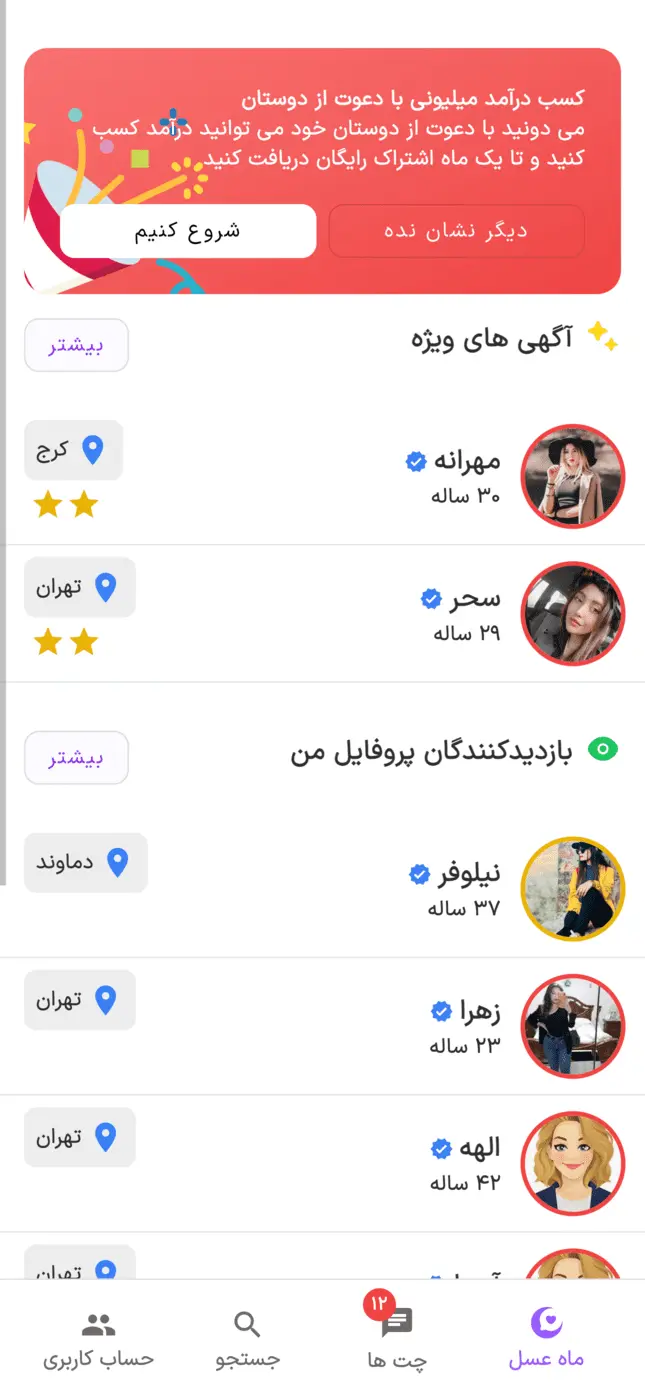 کسب درآمد میلیونی با دعوت از دوستان
می دونید با دعوت از دوستان خود می توانید درآمد کسب
کنید و تا یک ماه اشتراک رایگان دریافت کنید
دیگر نشان نده
شروع کنیم
آگهی های ویژه
بیشتر
مهرانه
۳۰ ساله
کرج
سحر
۲۹ ساله
تهران
بازدیدکنندگان پروفایل من
بیشتر
نیلوفر
۳۷ ساله
دماوند
زهرا
۲۳ ساله
تهران
الهه
۴۲ ساله
تهران
تهران
ماه عسل
۱۲
چت ها
جستجو
حساب کاربری